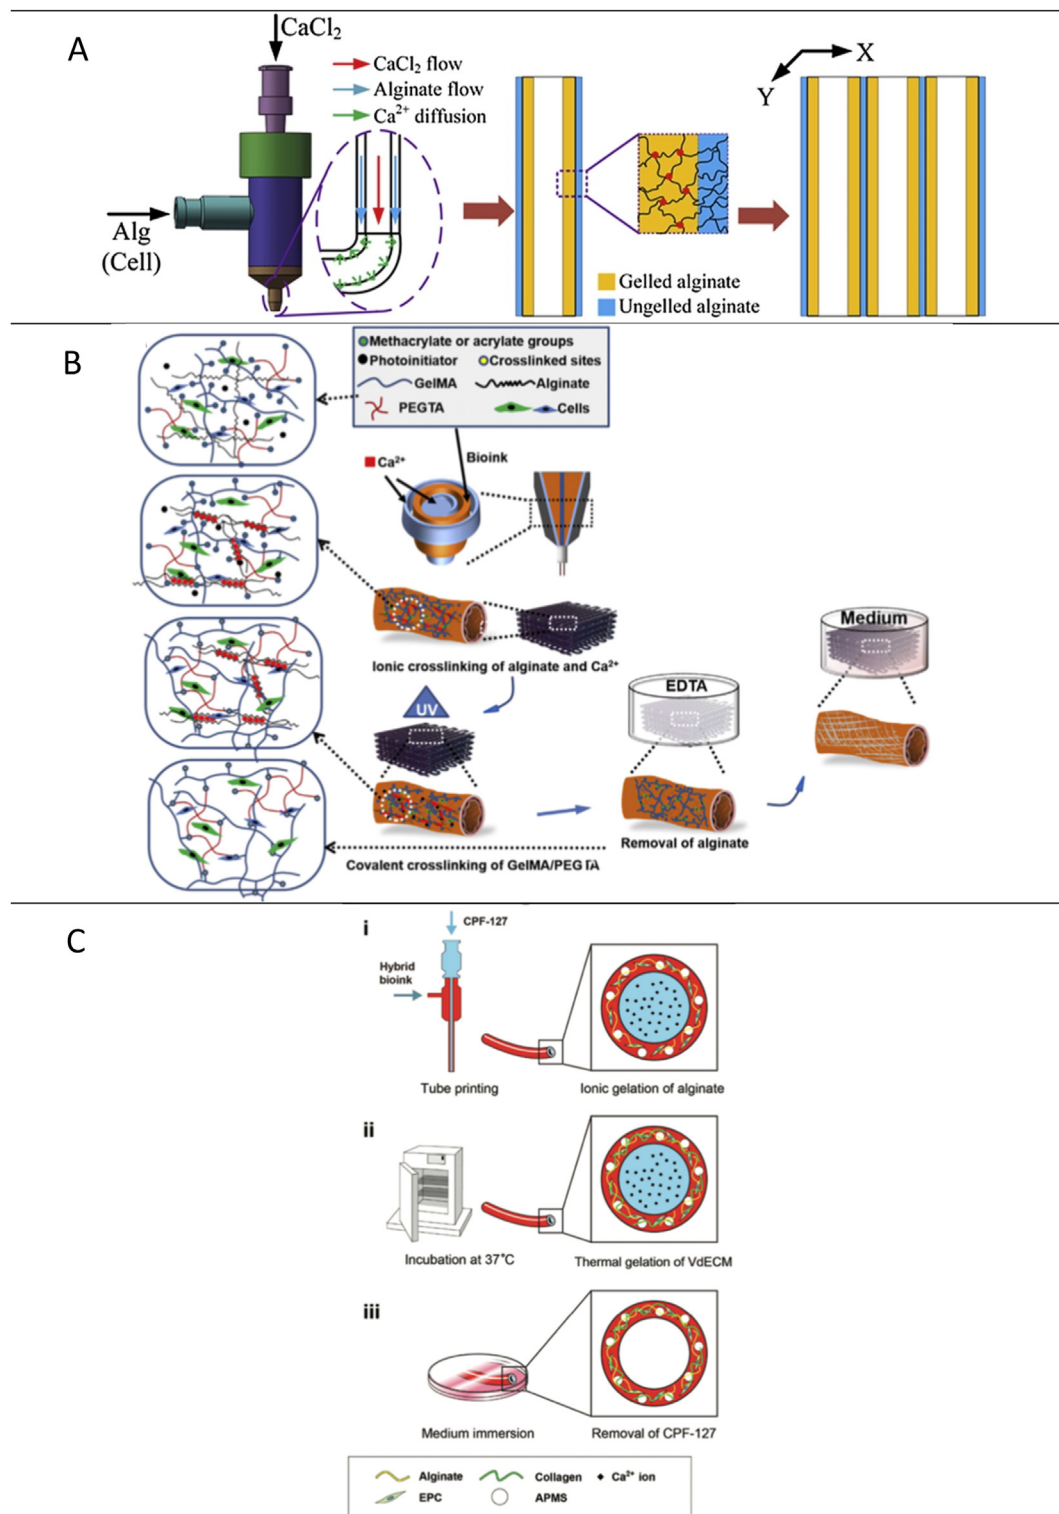 A
CaCl2
CaCl2 flow
Alginate flow
Ca2+ diffusion
Alg
(Cell)
X
Y
Gelled alginate
Ungelled alginate
B
Methacrylate or acrylate groups
Photoinitiator Crosslinked sites
GelMA Alginate
PEGTA Cells
Bioink
Ca2+
Ionic crosslinking of alginate and Ca2+
UV
EDTA
Medium
Removal of alginate
Covalent crosslinking of GelMA/PEGTA
C
i
CPF-127
Hybrid
bioink
Tube printing Ionic gelation of alginate
ii
Incubation at 37°C Thermal gelation of VdECM
iii
Medium immersion Removal of CPF-127
Alginate Collagen Ca2+ ion
EPC APMS